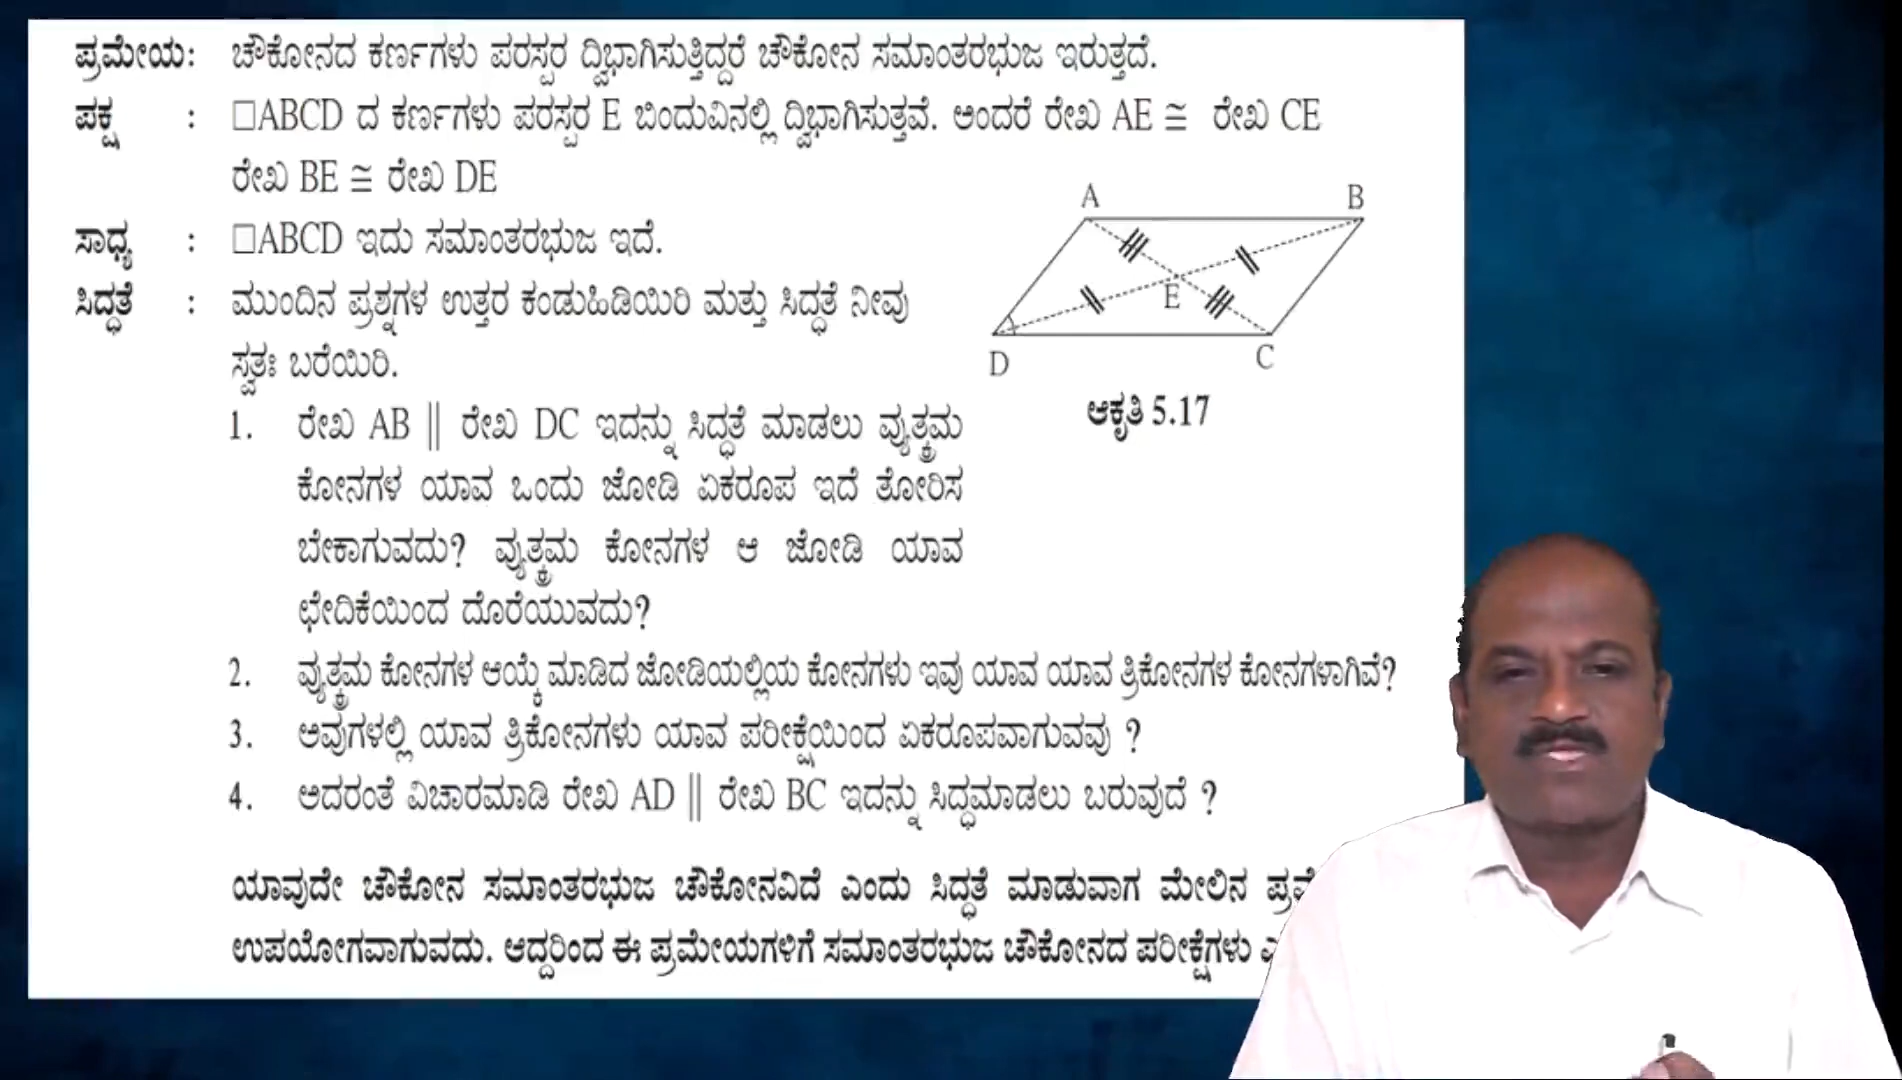 ಪ್ರಮೇಯ: ಚೌಕೋನದ ಕರ್ಣಗಳು ಪರಸ್ಪರ ದ್ವಿಭಾಗಿಸುತ್ತಿದ್ದರೆ ಚೌಕೋನ ಸಮಾಂತರಭುಜ ಇರುತ್ತದೆ.
ಪಕ್ಷ : □ABCD ದ ಕರ್ಣಗಳು ಪರಸ್ಪರ E ಬಿಂದುವಿನಲ್ಲಿ ದ್ವಿಭಾಗಿಸುತ್ತವೆ. ಅಂದರೆ ರೇಖ AE ≅ ರೇಖ CE
ರೇಖ BE ≅ ರೇಖ DE
ಸಾಧ್ಯ : □ABCD ಇದು ಸಮಾಂತರಭುಜ ಇದೆ.
ಸಿದ್ಧತೆ : ಮುಂದಿನ ಪ್ರಶ್ನಗಳ ಉತ್ತರ ಕಂಡುಹಿಡಿಯಿರಿ ಮತ್ತು ಸಿದ್ಧತೆ ನೀವು
ಸ್ವತಃ ಬರೆಯಿರಿ.
A B
E
D C
ಆಕೃತಿ 5.17
1. ರೇಖ AB || ರೇಖ DC ಇದನ್ನು ಸಿದ್ಧತೆ ಮಾಡಲು ವ್ಯುತ್ಕ್ರಮ
ಕೋನಗಳ ಯಾವ ಒಂದು ಜೋಡಿ ಏಕರೂಪ ಇದೆ ತೋರಿಸ
ಬೇಕಾಗುವದು? ವ್ಯುತ್ಕ್ರಮ ಕೋನಗಳ ಆ ಜೋಡಿ ಯಾವ
ಛೇದಿಕೆಯಿಂದ ದೊರೆಯುವದು?
2. ವ್ಯುತ್ಕ್ರಮ ಕೋನಗಳ ಆಯ್ಕೆ ಮಾಡಿದ ಜೋಡಿಯಲ್ಲಿಯ ಕೋನಗಳು ಇವು ಯಾವ ಯಾವ ತ್ರಿಕೋನಗಳ ಕೋನಗಳಾಗಿವೆ?
3. ಅವುಗಳಲ್ಲಿ ಯಾವ ತ್ರಿಕೋನಗಳು ಯಾವ ಪರೀಕ್ಷೆಯಿಂದ ಏಕರೂಪವಾಗುವವು ?
4. ಅದರಂತೆ ವಿಚಾರಮಾಡಿ ರೇಖ AD || ರೇಖ BC ಇದನ್ನು ಸಿದ್ಧಮಾಡಲು ಬರುವುದೆ ?
ಯಾವುದೇ ಚೌಕೋನ ಸಮಾಂತರಭುಜ ಚೌಕೋನವಿದೆ ಎಂದು ಸಿದ್ಧತೆ ಮಾಡುವಾಗ ಮೇಲಿನ
ಉಪಯೋಗವಾಗುವದು. ಆದ್ದರಿಂದ ಈ ಪ್ರಮೇಯಗಳಿಗೆ ಸಮಾಂತರಭುಜ ಚೌಕೋನದ ಪರೀಕ್ಷೆಗಳು